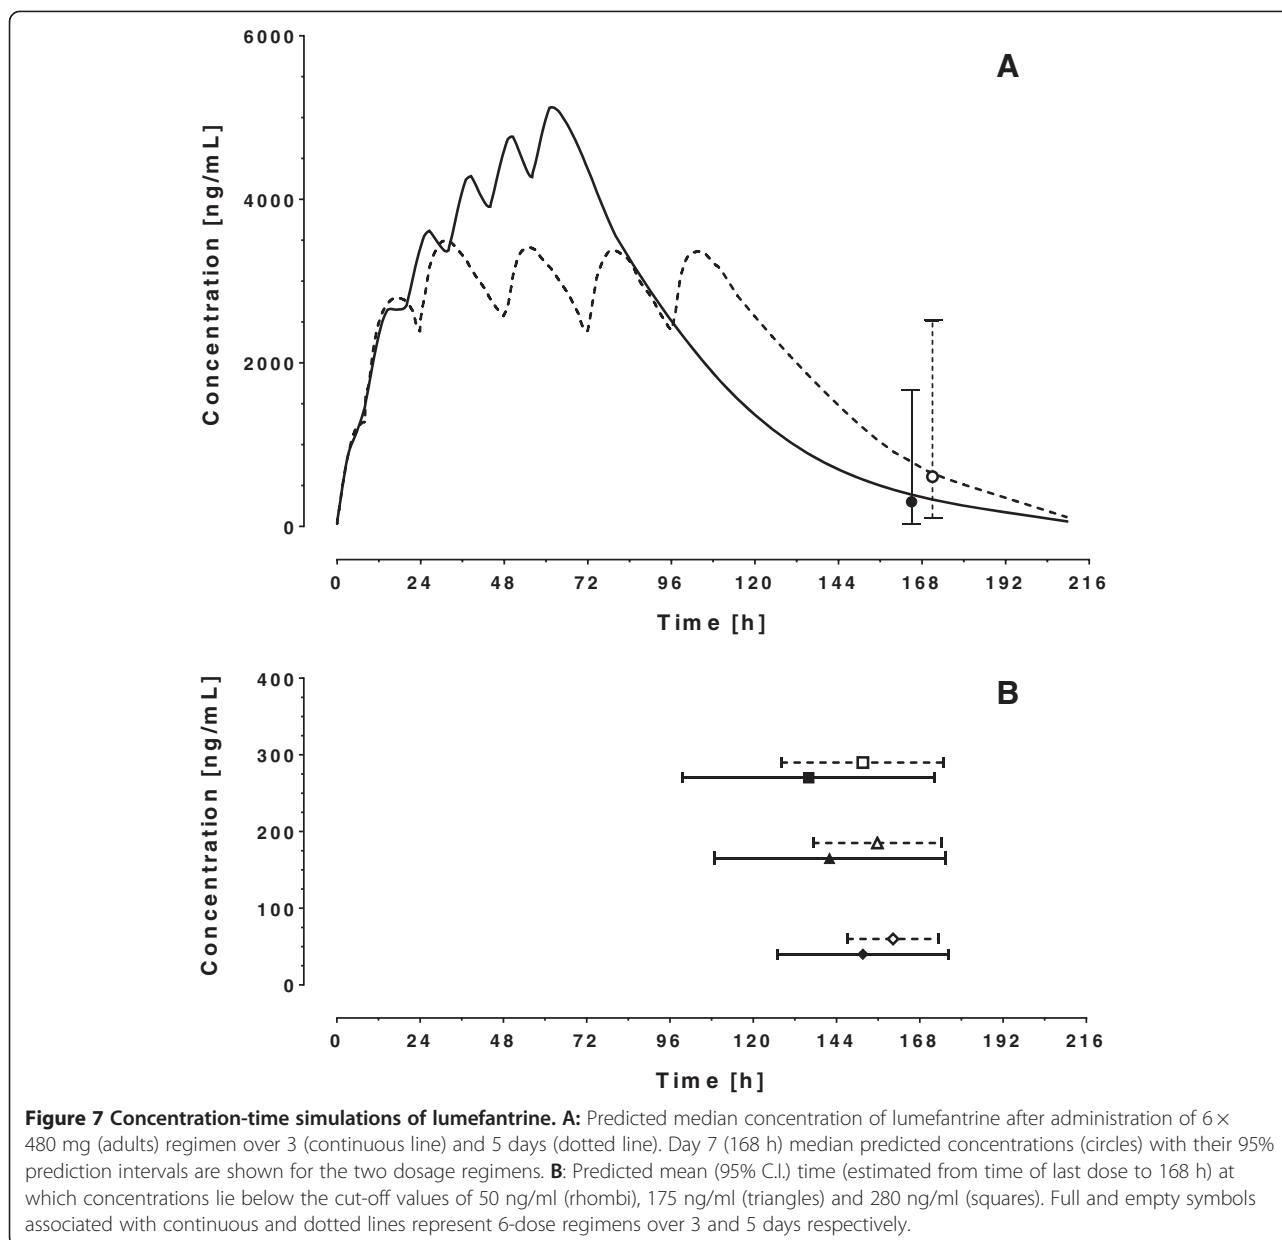 A
6000
4000
2000
0
Concentration [ng/mL]
0 24 48 72 96 120 144 168 192 216
Time [h]
B
400
300
200
100
0
Concentration [ng/mL]
0 24 48 72 96 120 144 168 192 216
Time [h]
Figure 7 Concentration-time simulations of lumefantrine. A: Predicted median concentration of lumefantrine after administration of 6×
480 mg (adults) regimen over 3 (continuous line) and 5 days (dotted line). Day 7 (168 h) median predicted concentrations (circles) with their 95%
prediction intervals are shown for the two dosage regimens. B: Predicted mean (95% C.I.) time (estimated from time of last dose to 168 h) at
which concentrations lie below the cut-off values of 50 ng/ml (rhombi), 175 ng/ml (triangles) and 280 ng/ml (squares). Full and empty symbols
associated with continuous and dotted lines represent 6-dose regimens over 3 and 5 days respectively.